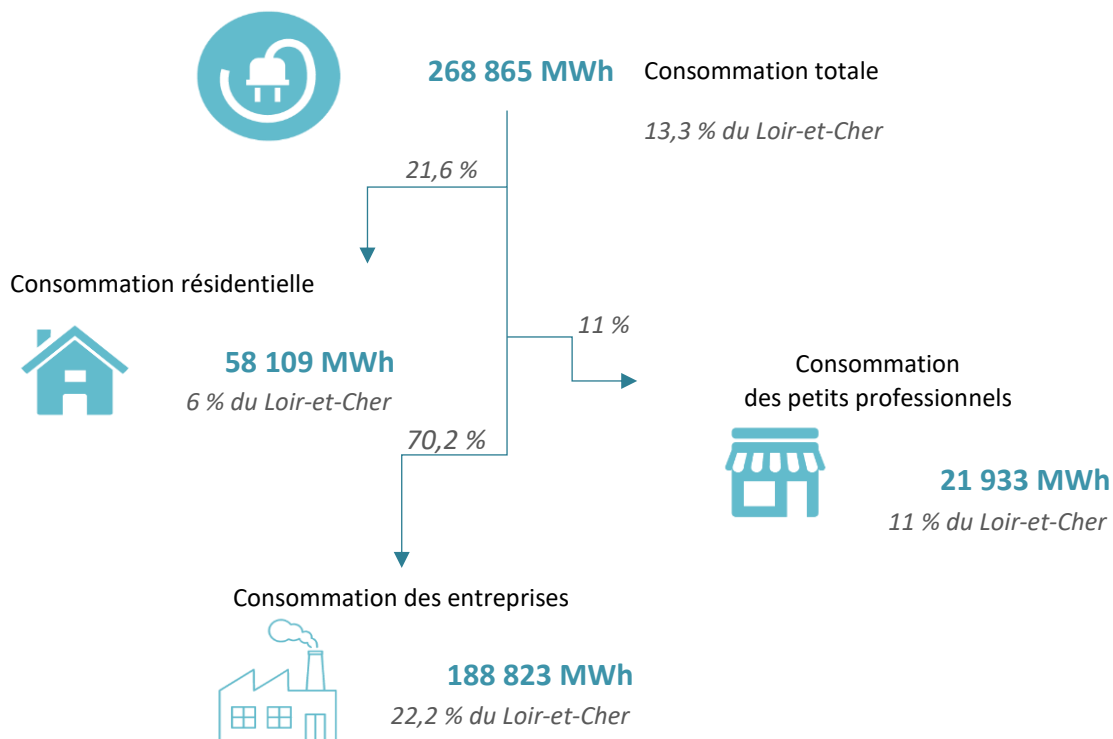 268 865 MWh Consommation totale
13,3 % du Loir-et-Cher
21,6 %
Consommation résidentielle
58 109 MWh
6 % du Loir-et-Cher
11 %
Consommation
des petits professionnels
21 933 MWh
11 % du Loir-et-Cher
70,2 %
Consommation des entreprises
188 823 MWh
22,2 % du Loir-et-Cher